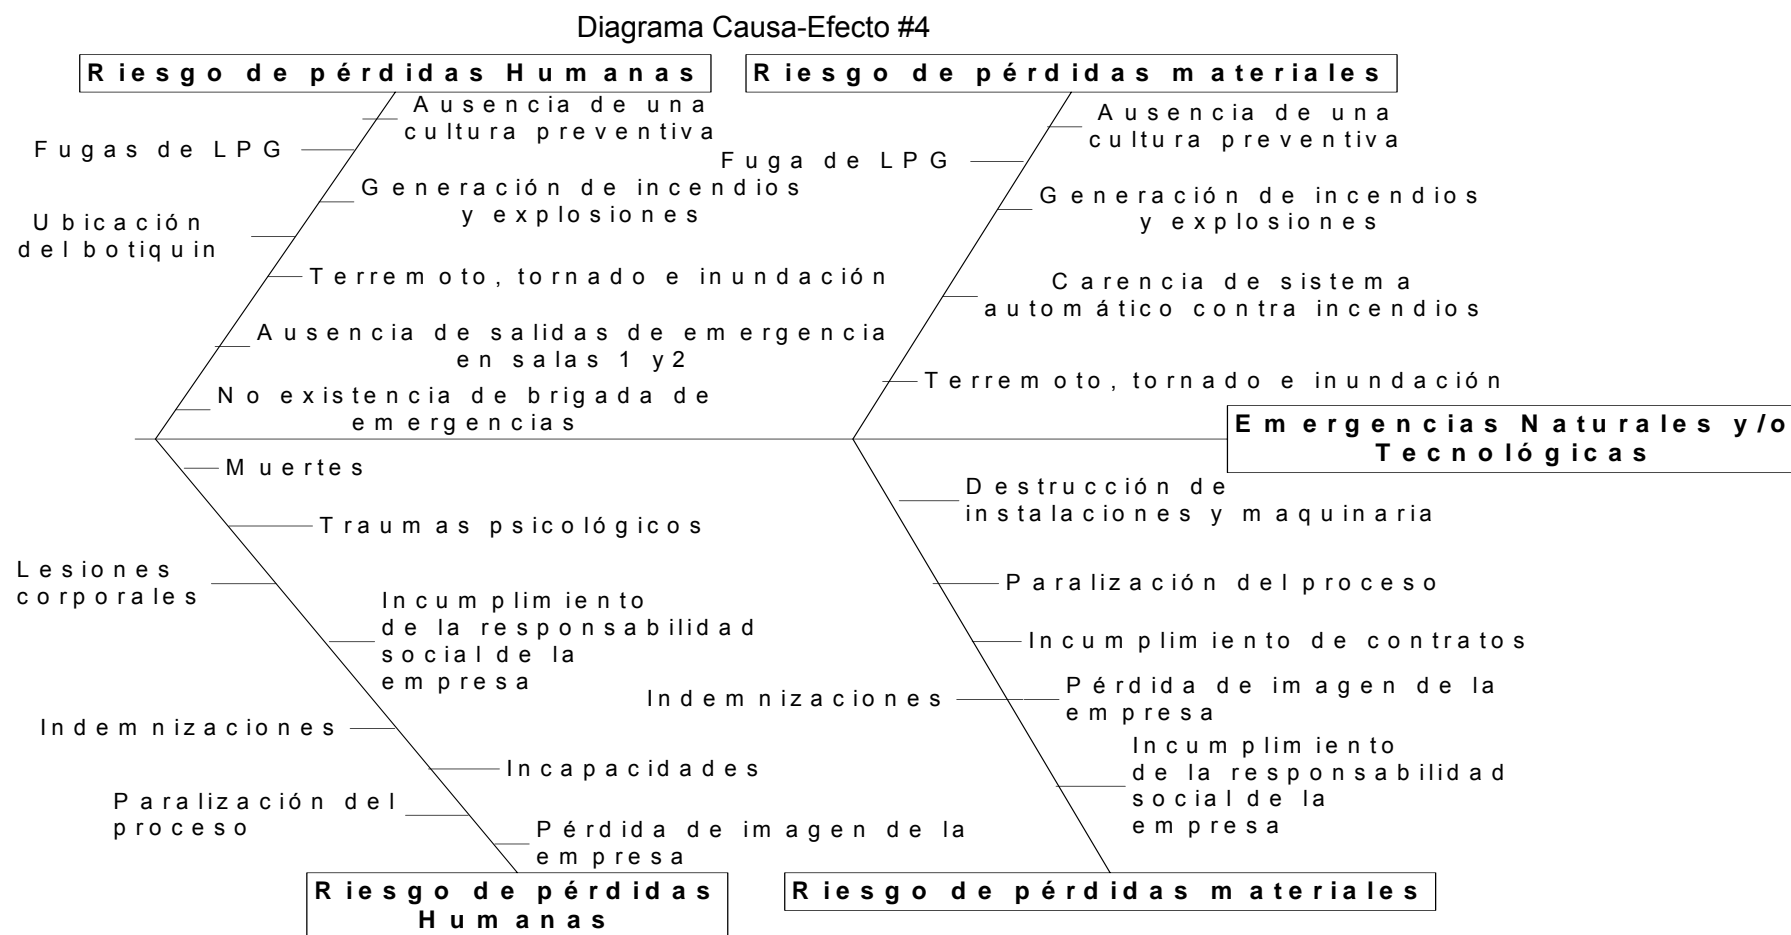 Diagrama Causa-Efecto #4
Riesgo de pérdidas Humanas
Riesgo de pérdidas materiales
Ausencia de una
cultura preventiva
Fugas de LPG
Generación de incendios
y explosiones
Ubicación
del botiquin
Terremoto, tornado e inundación
Ausencia de salidas de emergencia
en salas 1 y2
No existencia de brigada de
emergencias
Ausencia de una
cultura preventiva
Fuga de LPG
Generación de incendios
y explosiones
Carencia de sistema
automático contra incendios
Terremoto, tornado e inundación
Emergencias Naturales y/o
Tecnológicas
Muertes
Traumas psicológicos
Lesiones
corporales
Incumplimiento
de la responsabilidad
social de la
empresa
Indemnizaciones
Incapacidades
Paralización del
proceso
Pérdida de imagen de la
empresa
Riesgo de pérdidas
Humanas
Destrucción de
instalaciones y maquinaria
Paralización del proceso
Incumplimiento de contratos
Indemnizaciones
Pérdida de imagen de la
empresa
Incumplimiento
de la responsabilidad
social de la
empresa
Riesgo de pérdidas materiales